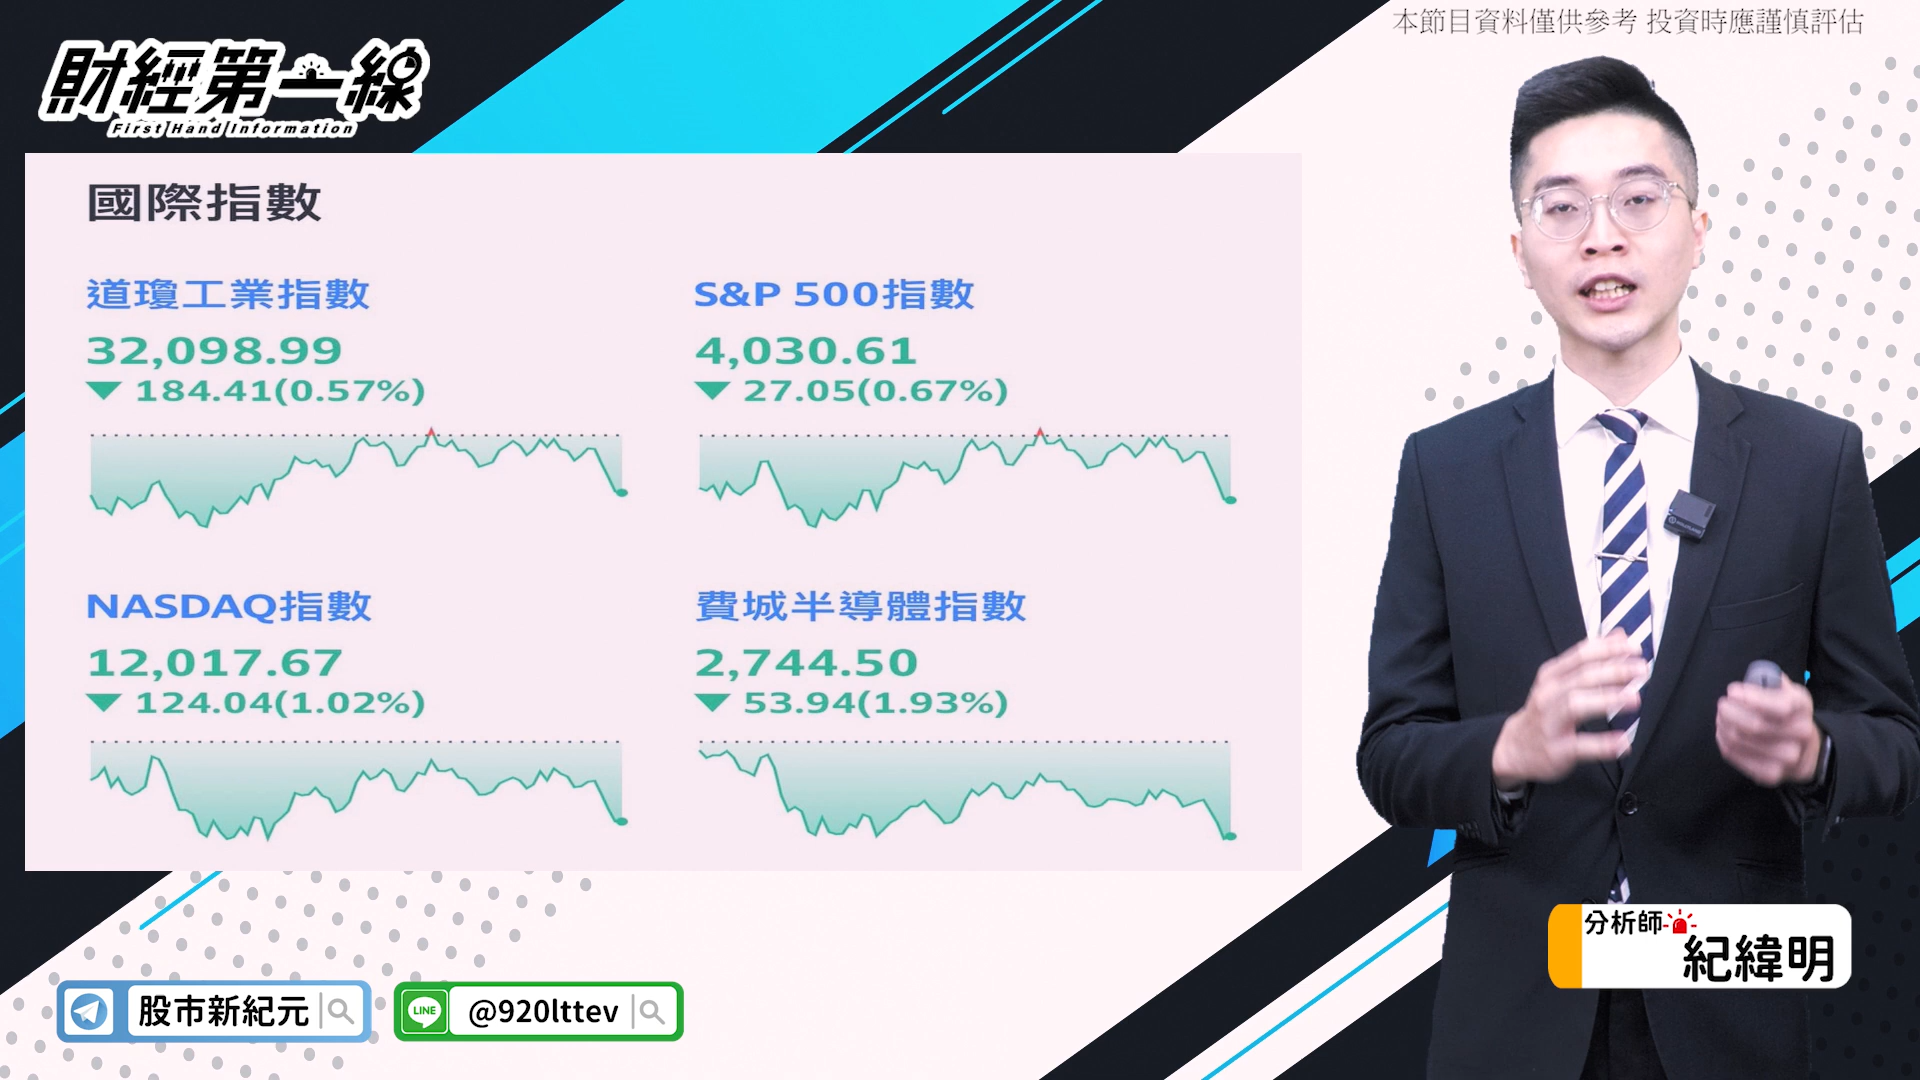 本節目資料僅供參考 投資時應謹慎評估
財經第一線
First Hand Information
國際指數
道瓊工業指數
32,098.99
▼ 184.41(0.57%)
S&P 500指數
4,030.61
▼ 27.05(0.67%)
NASDAQ指數
12,017.67
▼ 124.04(1.02%)
費城半導體指數
2,744.50
▼ 53.94(1.93%)
分析師
紀緯明
股市新紀元
LINE
@920lttev